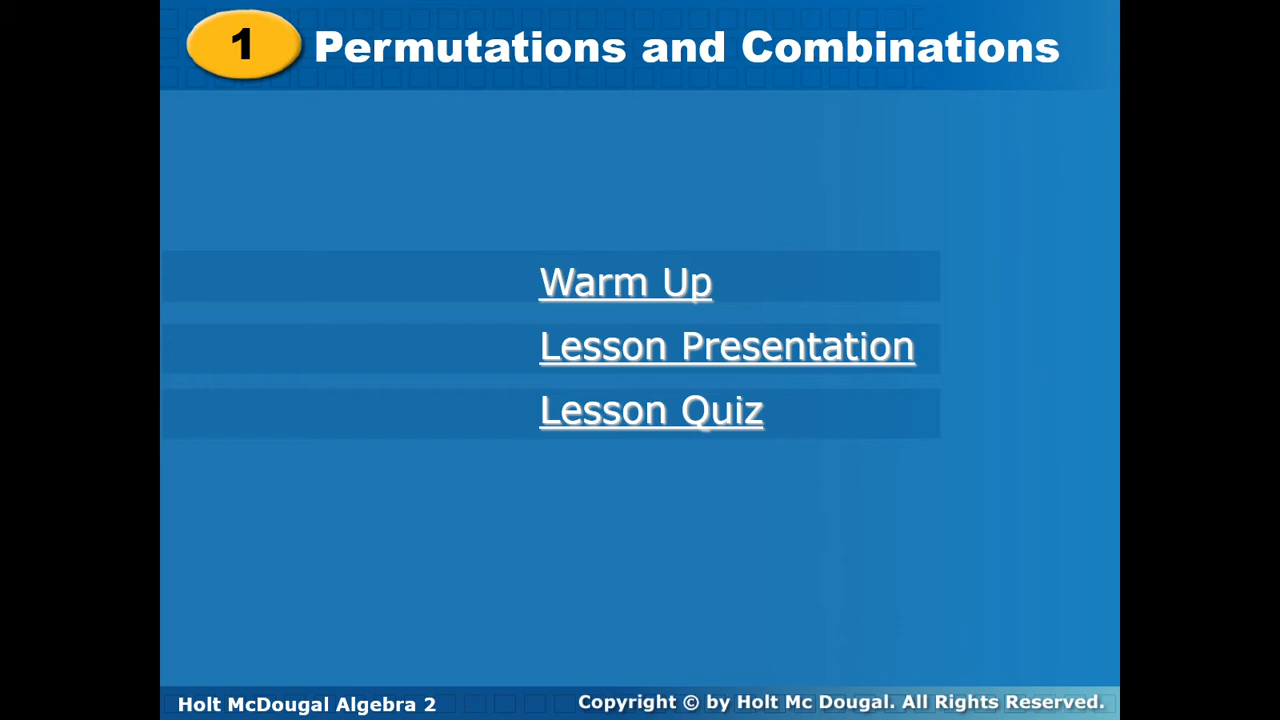 1 Permutations and Combinations
Warm Up
Lesson Presentation
Lesson Quiz
Holt McDougal Algebra 2
Copyright © by Holt Mc Dougal. All Rights Reserved.